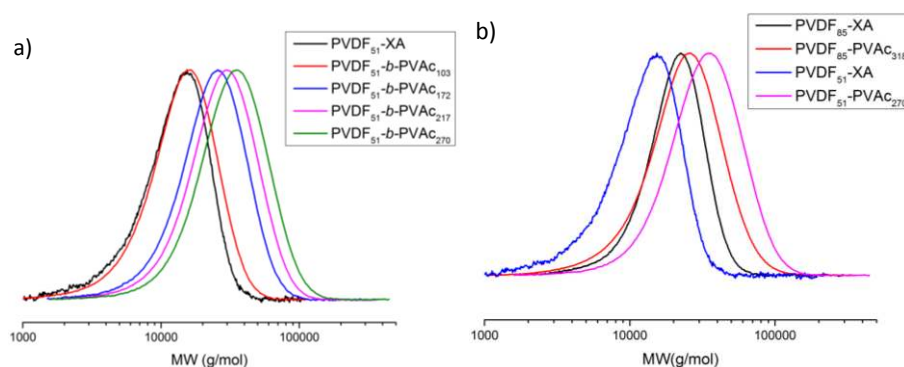 a)
PVDF51-XA
PVDF51-b-PVAc103
PVDF51-b-PVAc172
PVDF51-b-PVAc217
PVDF51-b-PVAc270
1000 10000 100000
MW (g/mol)
b)
PVDF85-XA
PVDF85-PVAc318
PVDF51-XA
PVDF51-PVAc270
1000 10000 100000
MW(g/mol)